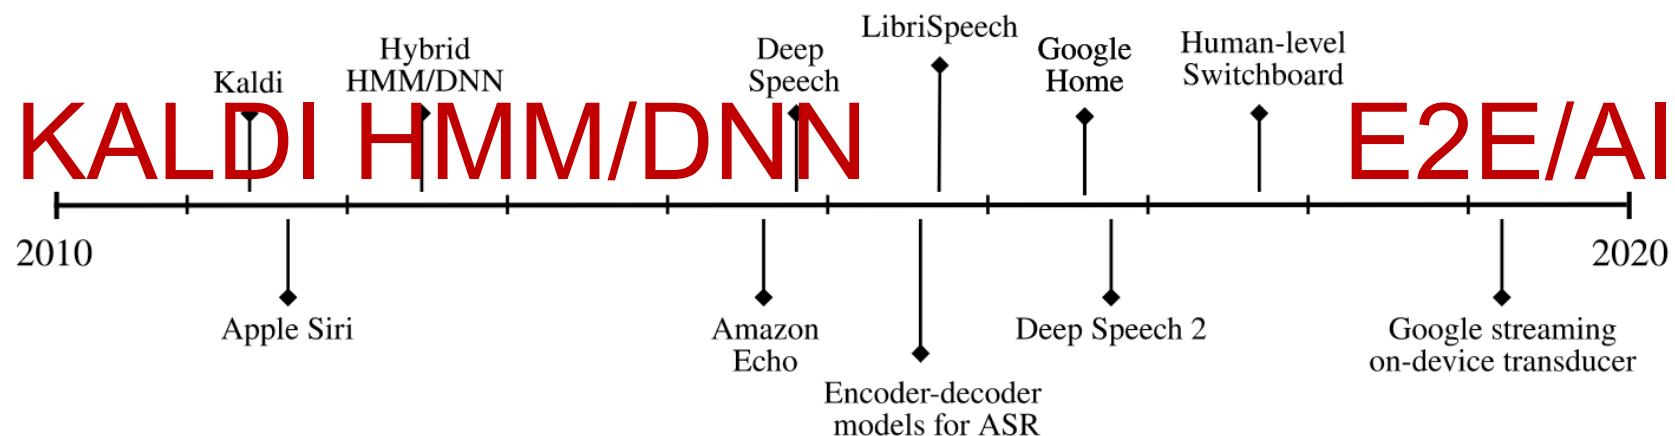 LibriSpeech
Hybrid
HMM/DNN
Kaldi
Deep
Speech
Google
Home
Human-level
Switchboard
KALDI HMM/DNN
E2E/AI
2010
2020
Apple Siri
Amazon
Echo
Encoder-decoder
models for ASR
Deep Speech 2
Google streaming
on-device transducer